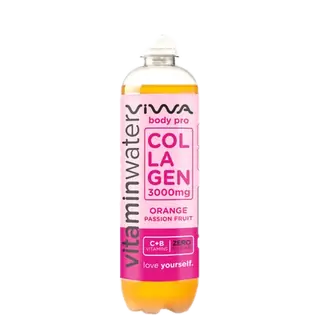 vitaminwater
VIWA
body pro
COL
LA
GEN
3000mg
ORANGE
PASSION FRUIT
C+B
VITAMINS
ZERO
love yourself.